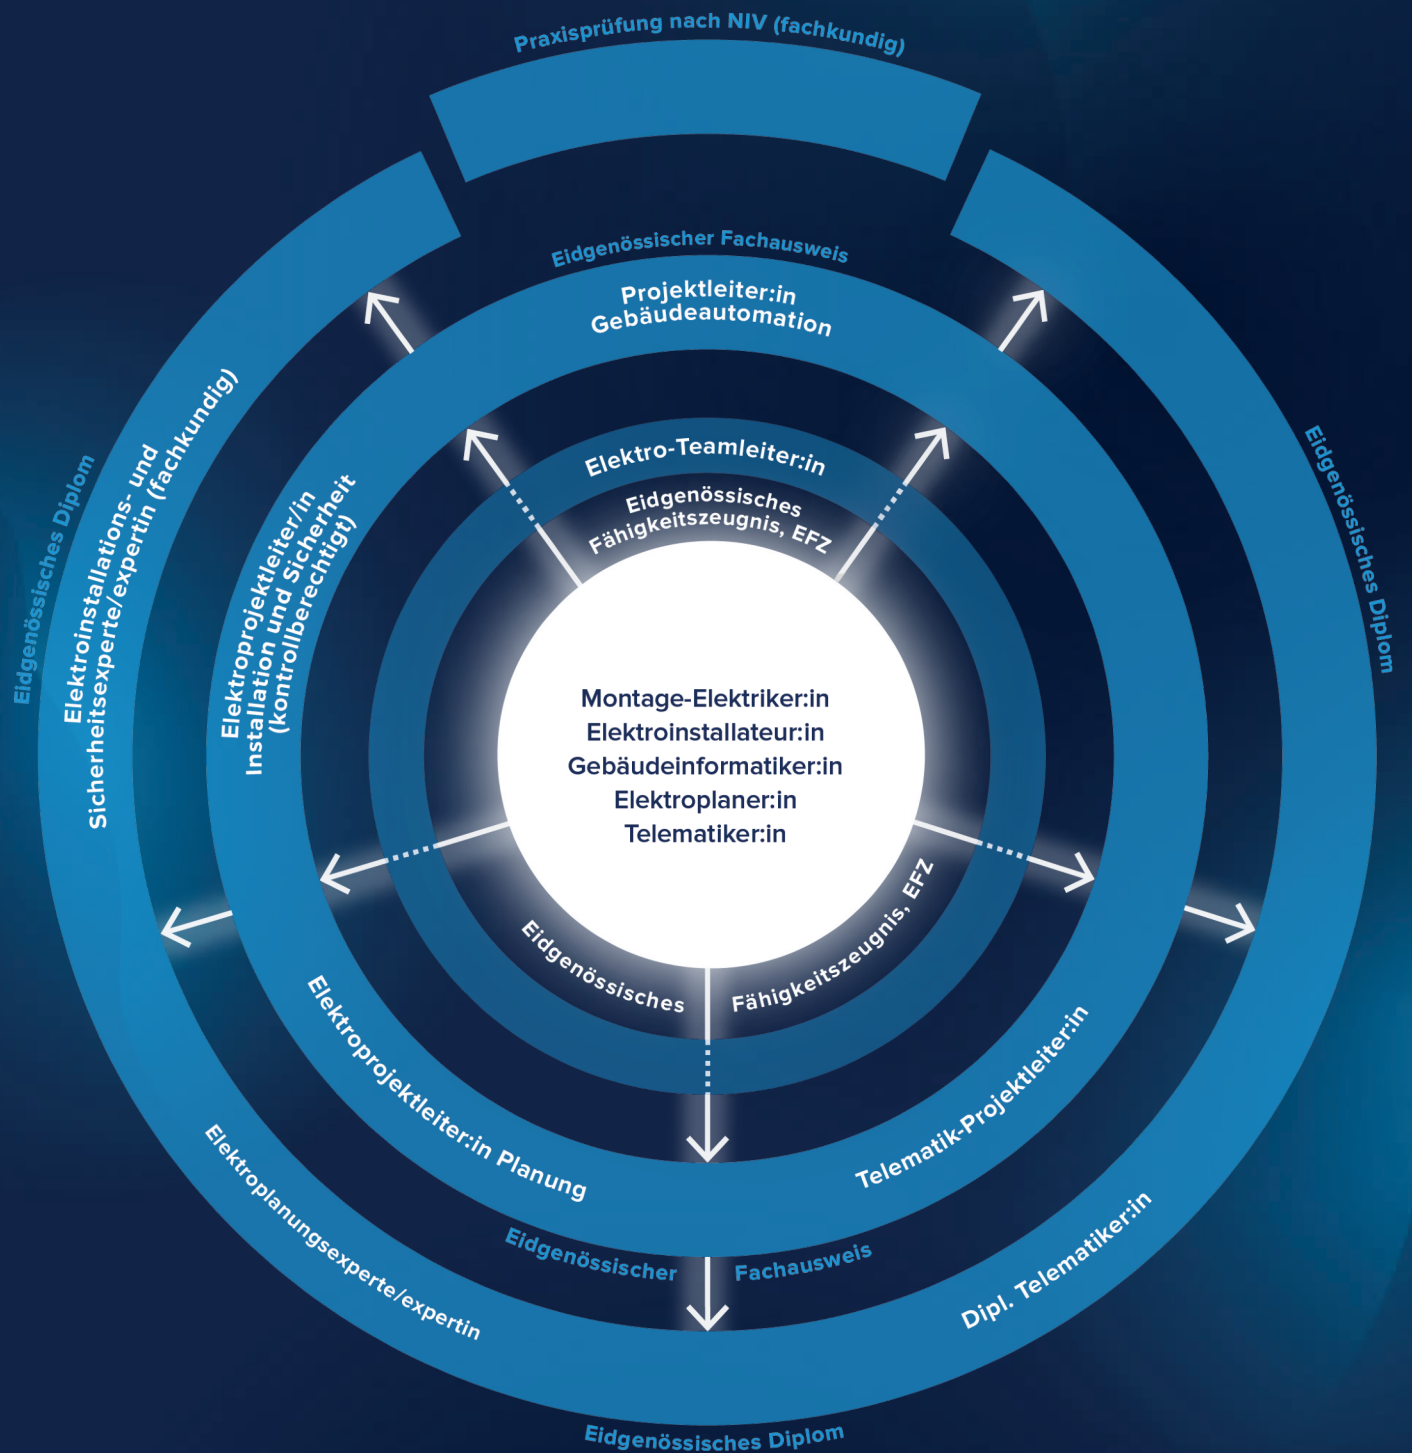 Praxisprüfung nach NIV (fachkundig)
Eidgenössischer Fachausweis
Projektleiter:in
Gebäudeautomation
Elektro-Teamleiter:in
Eidgenössisches
Fähigkeitszeugnis, EFZ
Eidgenössisches Diplom
Elektroinstallations- und
Sicherheitsexperte/expertin (fachkundig)
Elektroprojektleiter/in
Installation und Sicherheit
(kontrollberechtigt)
Eidgenössisches Diplom
Montage-Elektriker:in
Elektroinstallateur:in
Gebäudeinformatiker:in
Elektroplaner:in
Telematiker:in
Eidgenössisches Fähigkeitszeugnis, EFZ
Elektroprojektleiter:in Planung
Telematik-Projektleiter:in
Eidgenössischer Fachausweis
Elektroplanungsexperte/expertin
Dipl. Telematiker:in
Eidgenössisches Diplom